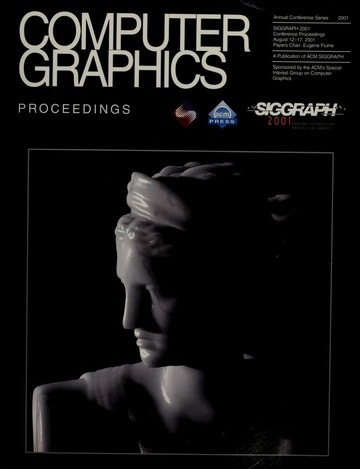 COMPUTER
GRAPHICS
PROCEEDINGS
Annual Conference Series 2001
SIGGRAPH 2001
Conference Proceedings
August 12–17, 2001
Papers Chair: Eugene Fiume
A Publication of ACM SIGGRAPH
Sponsored by the ACM's Special
Interest Group on Computer
Graphics
acm
PRESS
SIGGRAPH
2001